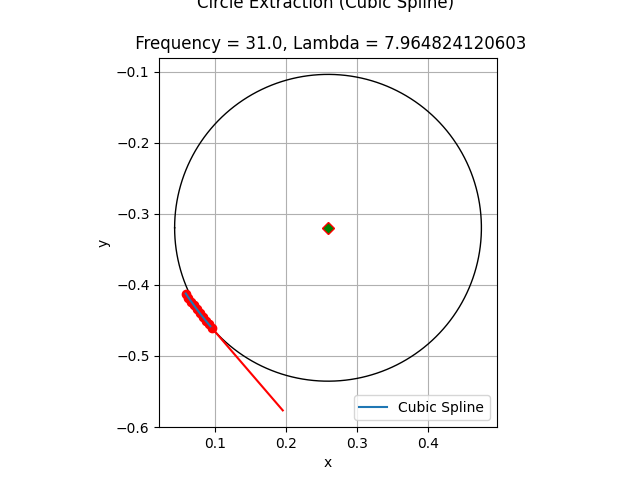 Circle Extraction (Cubic Spline)
Frequency = 31.0, Lambda = 7.964824120603
−0.1
−0.2
−0.3
−0.4
−0.5
−0.6
y
0.1 0.2 0.3 0.4
x
Cubic Spline